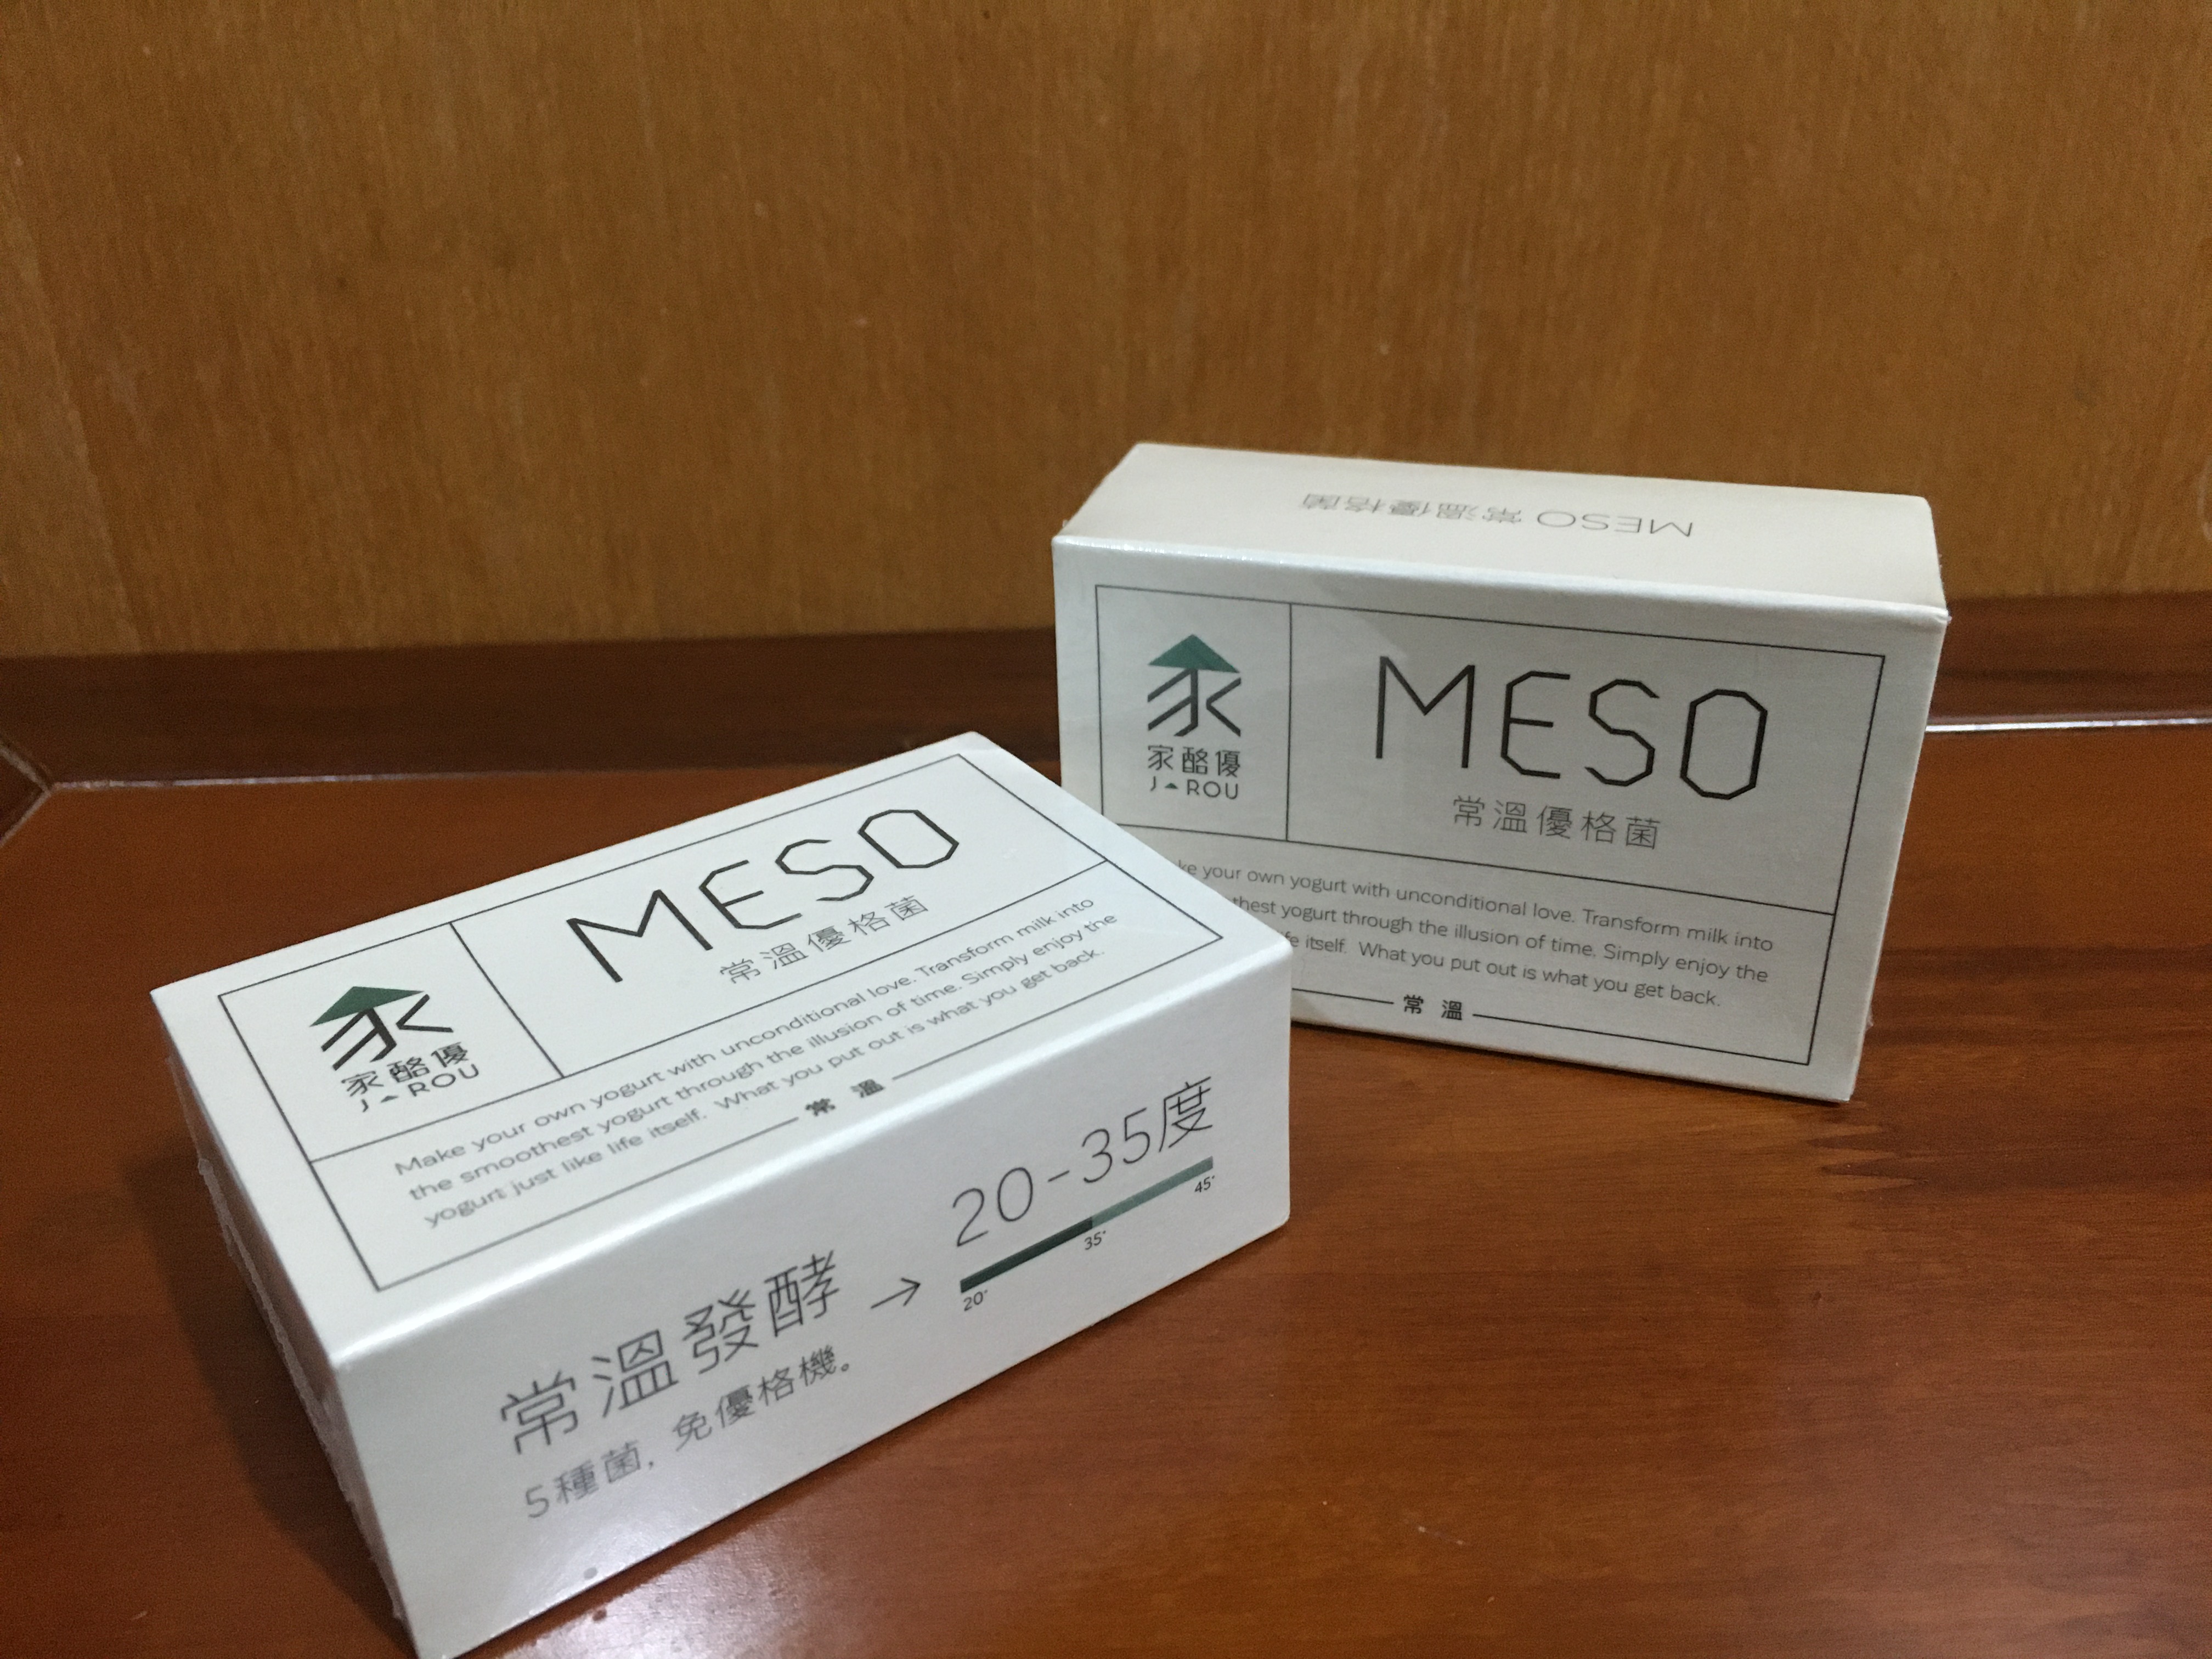 MESO
常溫優格菌
家酪優
J▲ROU
Make your own yogurt with unconditional love. Transform milk into
the smoothest yogurt through the illusion of time. Simply enjoy the
yogurt just like life itself. What you put out is what you get back.
常溫
常溫發酵 → 20-35度
20° 35° 45°
5種菌，免優格機。
MESO 常溫優格菌
MESO
常溫優格菌
家酪優
J▲ROU
your own yogurt with unconditional love. Transform milk into
yogurt through the illusion of time. Simply enjoy the
itself. What you put out is what you get back.
常溫